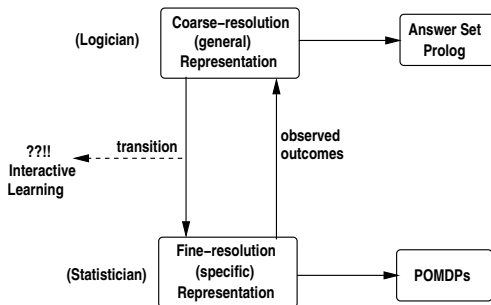 (Logician)
Coarse−resolution
(general)
Representation
Answer Set
Prolog
??!!
Interactive
Learning
transition
observed
outcomes
(Statistician)
Fine−resolution
(specific)
Representation
POMDPs